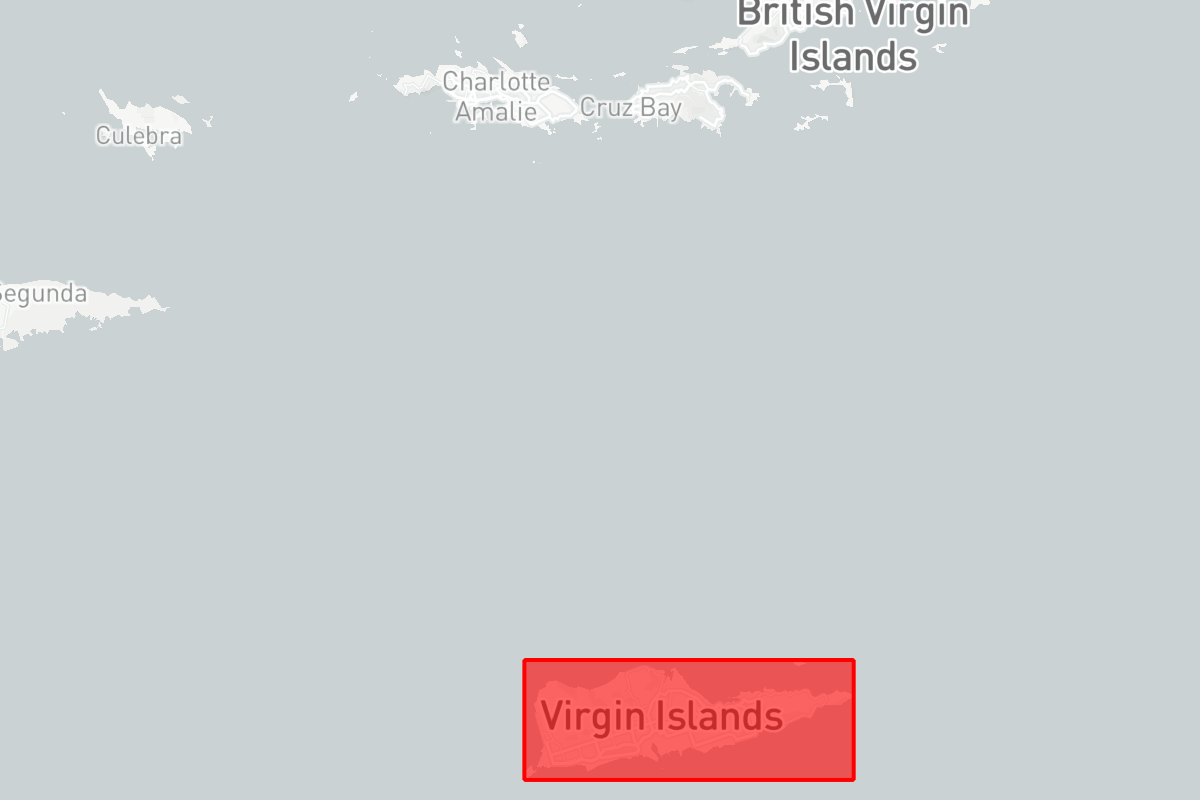 British Virgin
Islands
Charlotte
Amalie
Cruz Bay
Culebra
Segunda
Virgin Islands